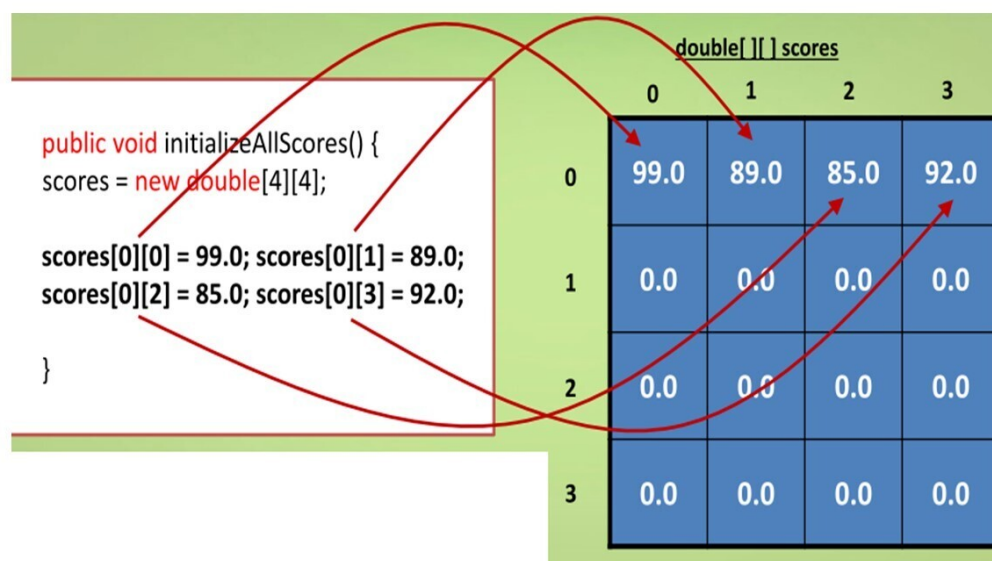 public void initializeAllScores() {
scores = new double[4][4];
scores[0][0] = 99.0; scores[0][1] = 89.0;
scores[0][2] = 85.0; scores[0][3] = 92.0;
}
double[ ][ ] scores
0 1 2 3
0 99.0 89.0 85.0 92.0
1 0.0 0.0 0.0 0.0
2 0.0 0.0 0.0 0.0
3 0.0 0.0 0.0 0.0